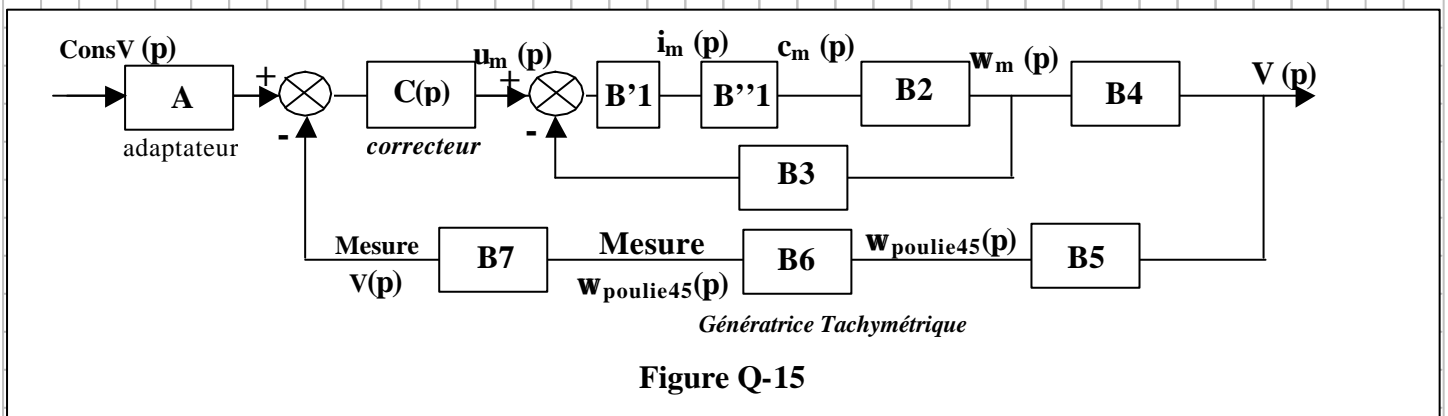 ConsV (p)
A
adaptateur
+
-
C(p)
correcteur
u_m (p)
+
-
B'1
i_m (p)
B''1
c_m (p)
B2
w_m (p)
B4
V (p)
B3
Mesure
V(p)
B7
Mesure
w_poulie45(p)
B6
w_poulie45(p)
B5
Génératrice Tachymétrique
Figure Q-15